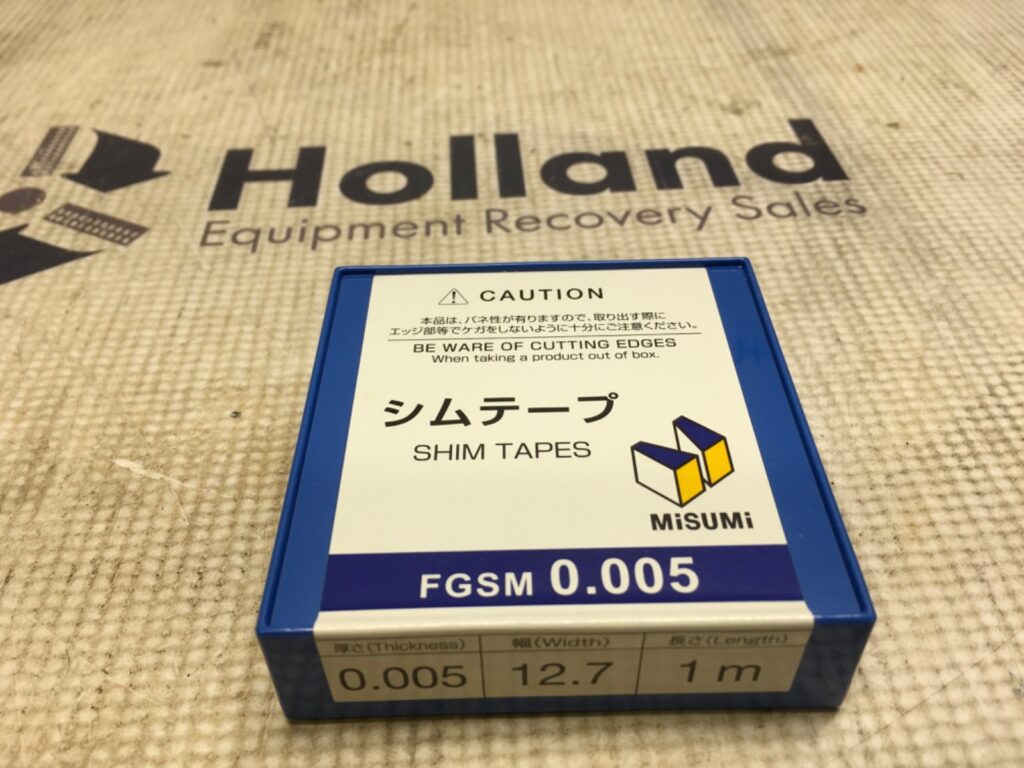 Holland
Equipment Recovery Sales
CAUTION
本品は、バネ性が有りますので、取り出す際に
エッジ部等でケガをしないように十分にご注意ください。
BE WARE OF CUTTING EDGES
When taking a product out of box.
シムテープ
SHIM TAPES
MiSUMi
FGSM 0.005
厚さ(Thickness) 幅(Width) 長さ(Length)
0.005 12.7 1m